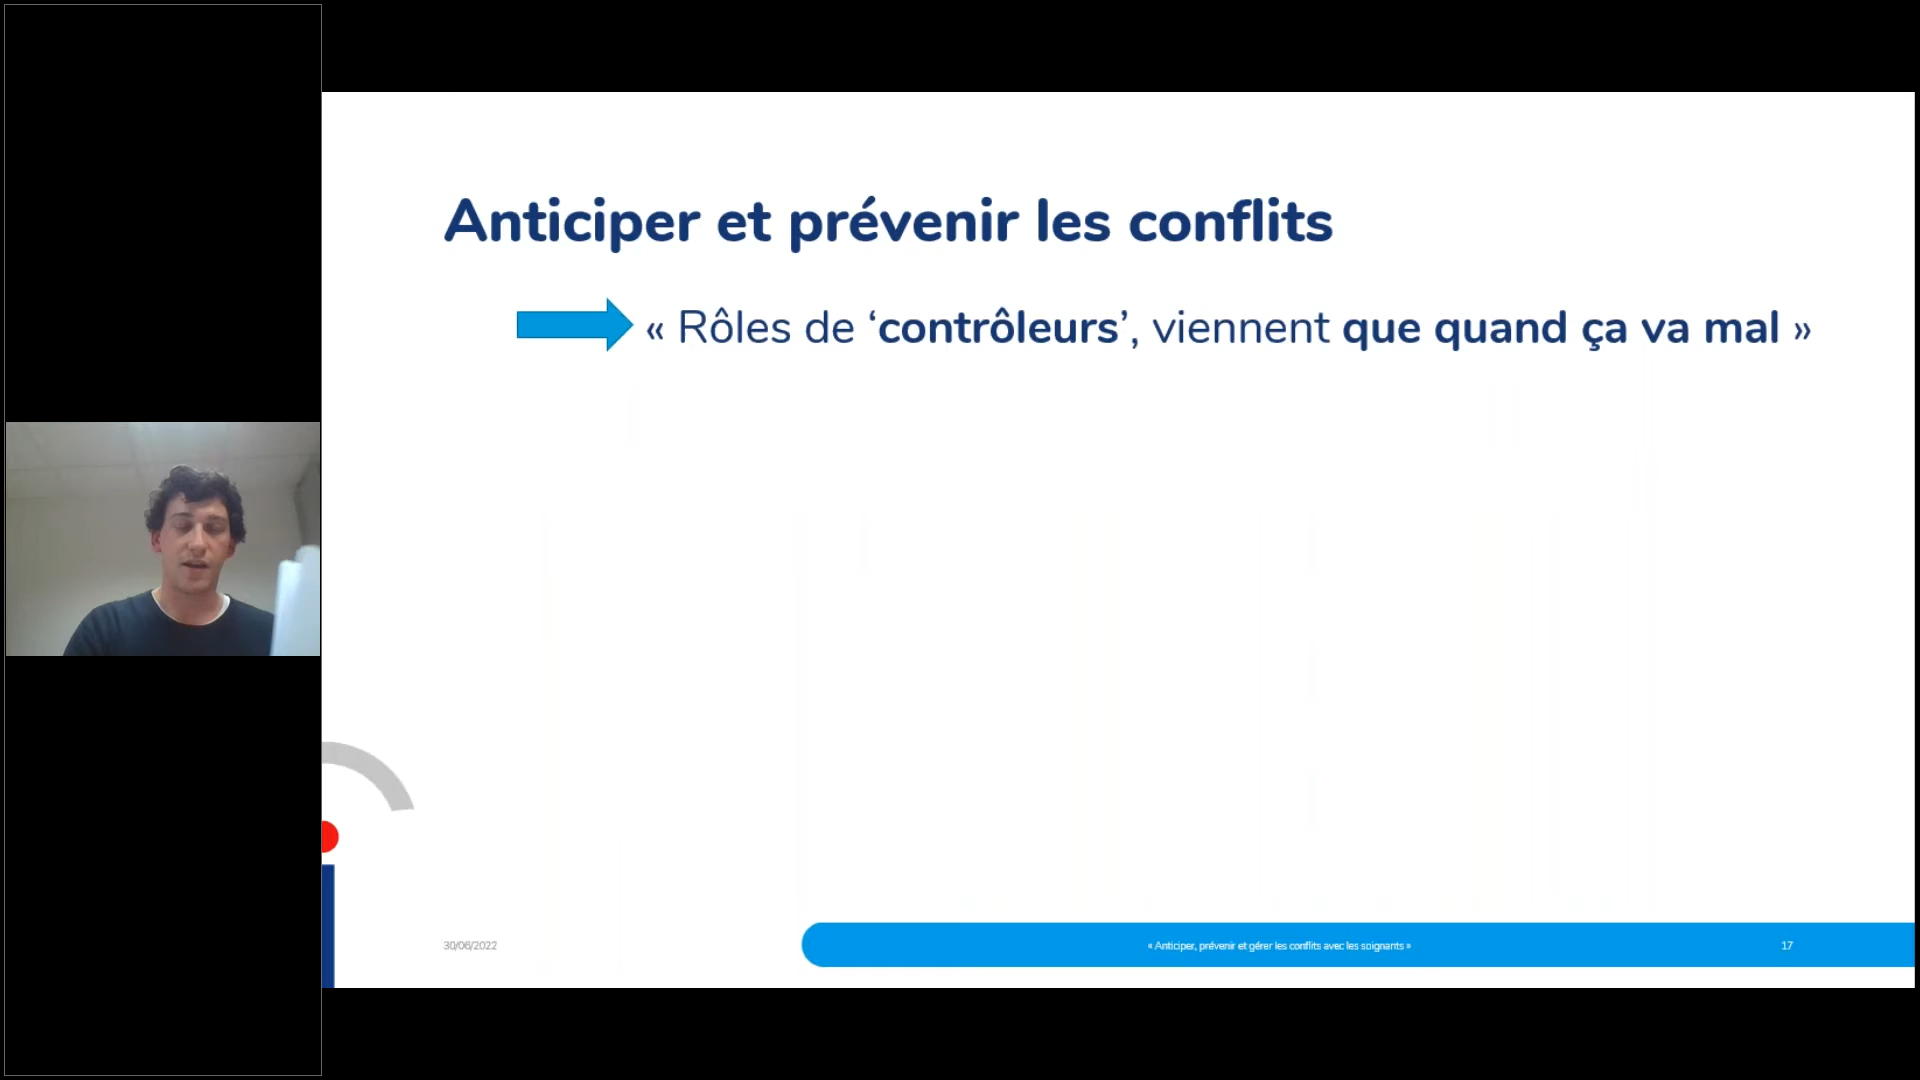 Anticiper et prévenir les conflits
« Rôles de ‘contrôleurs’, viennent que quand ça va mal »
30/06/2022
« Anticiper, prévenir et gérer les conflits avec les soignants »
17